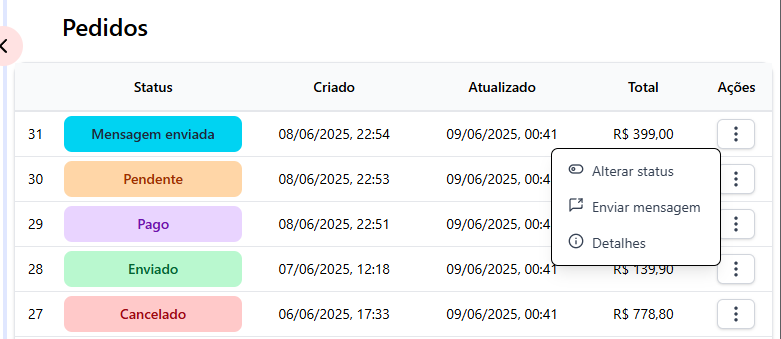 Pedidos
Status Criado Atualizado Total Ações
31 Mensagem enviada 08/06/2025, 22:54 09/06/2025, 00:41 R$ 399,00
30 Pendente 08/06/2025, 22:53 09/06/2025, 00:4 Alterar status
29 Pago 08/06/2025, 22:51 09/06/2025, 00:4 Enviar mensagem
Detalhes
28 Enviado 07/06/2025, 12:18 09/06/2025, 00:41 R$ 139,90
27 Cancelado 06/06/2025, 17:33 09/06/2025, 00:41 R$ 778,80